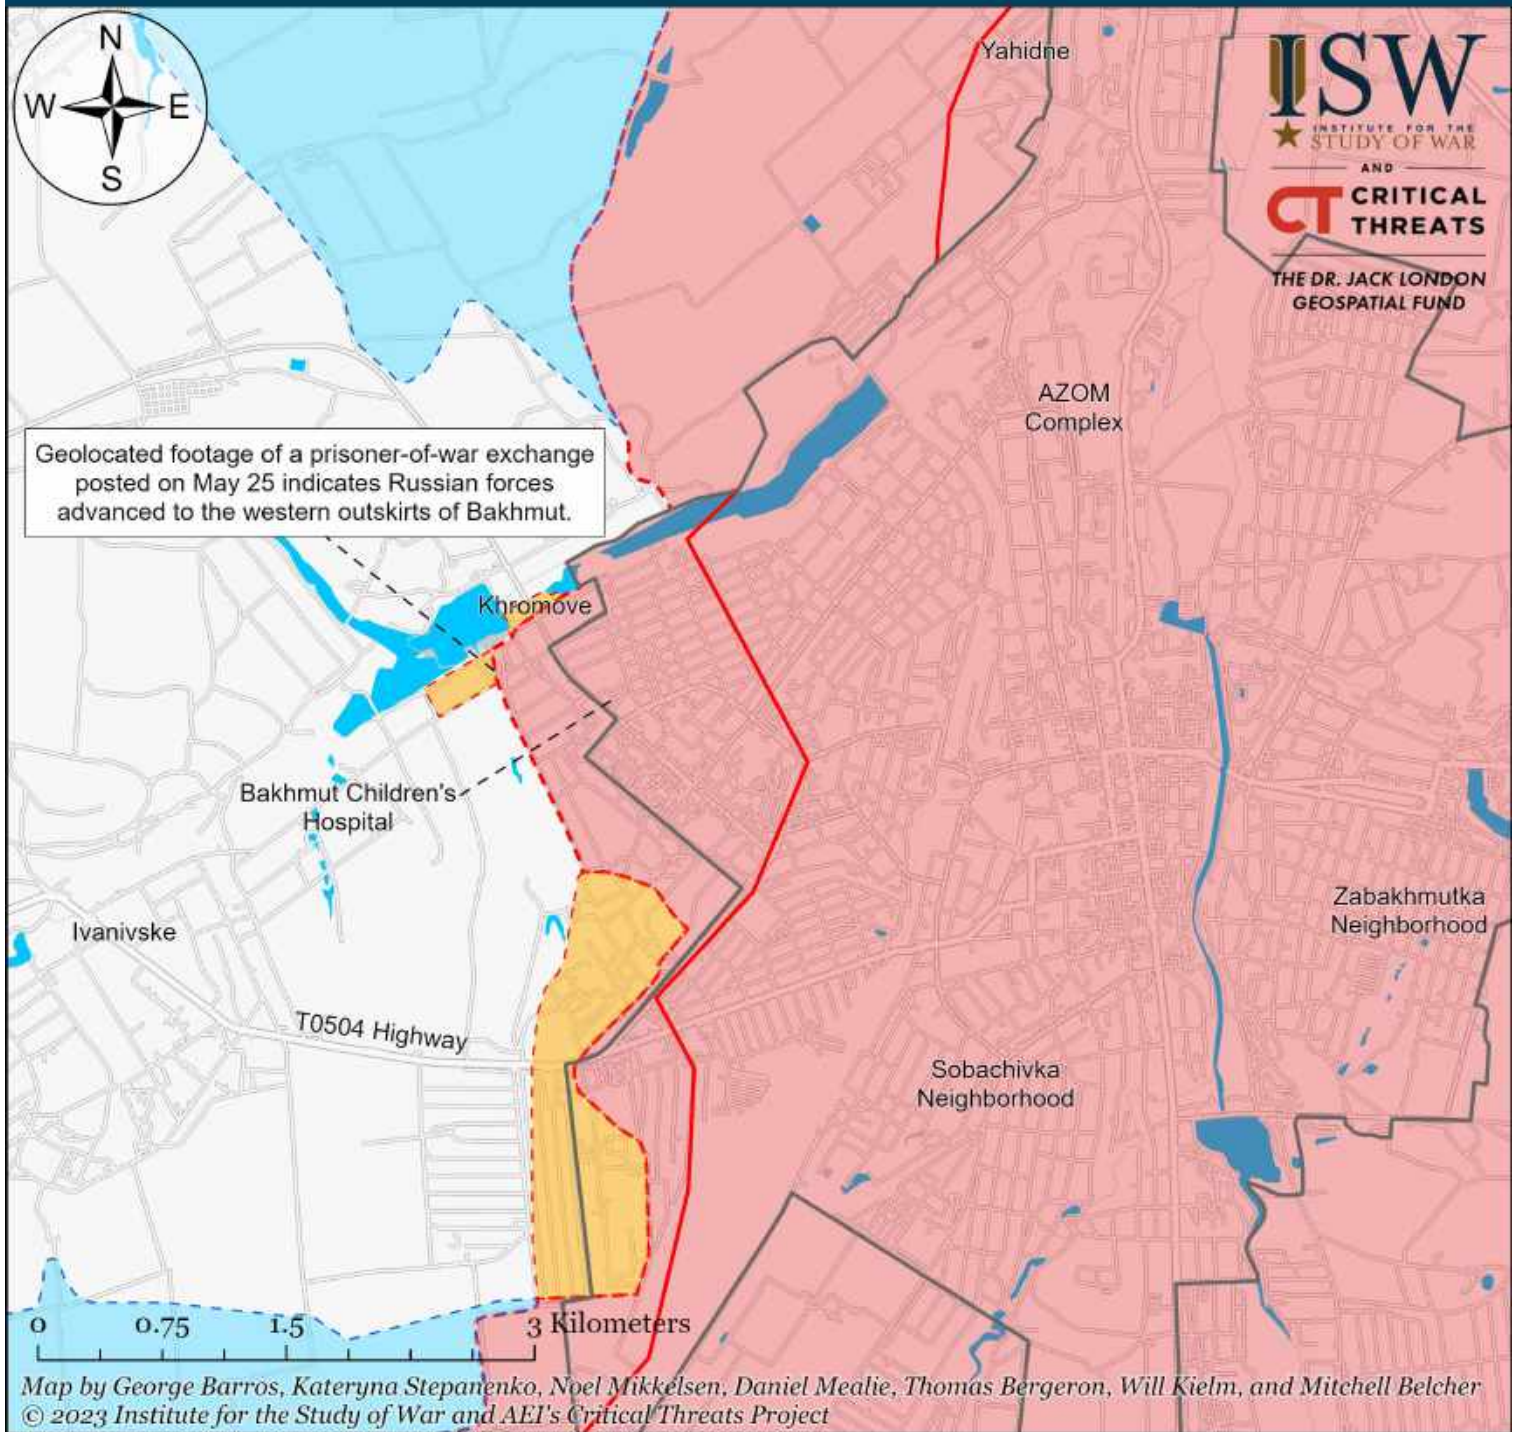 N
W
E
S
Yahidne
ISW
INSTITUTE FOR THE
STUDY OF WAR
AND
CT CRITICAL
THREATS
THE DR. JACK LONDON
GEOSPATIAL FUND
AZOM
Complex
Geolocated footage of a prisoner-of-war exchange
posted on May 25 indicates Russian forces
advanced to the western outskirts of Bakhmut.
Khromove
Bakhmut Children's
Hospital
Zabakhmutka
Neighborhood
Ivanivske
T0504 Highway
Sobachivka
Neighborhood
0 0.75 1.5 3 Kilometers
Map by George Barros, Kateryna Stepanenko, Noel Mikkelsen, Daniel Mealie, Thomas Bergeron, Will Kielm, and Mitchell Belcher
© 2023 Institute for the Study of War and AEI's Critical Threats Project